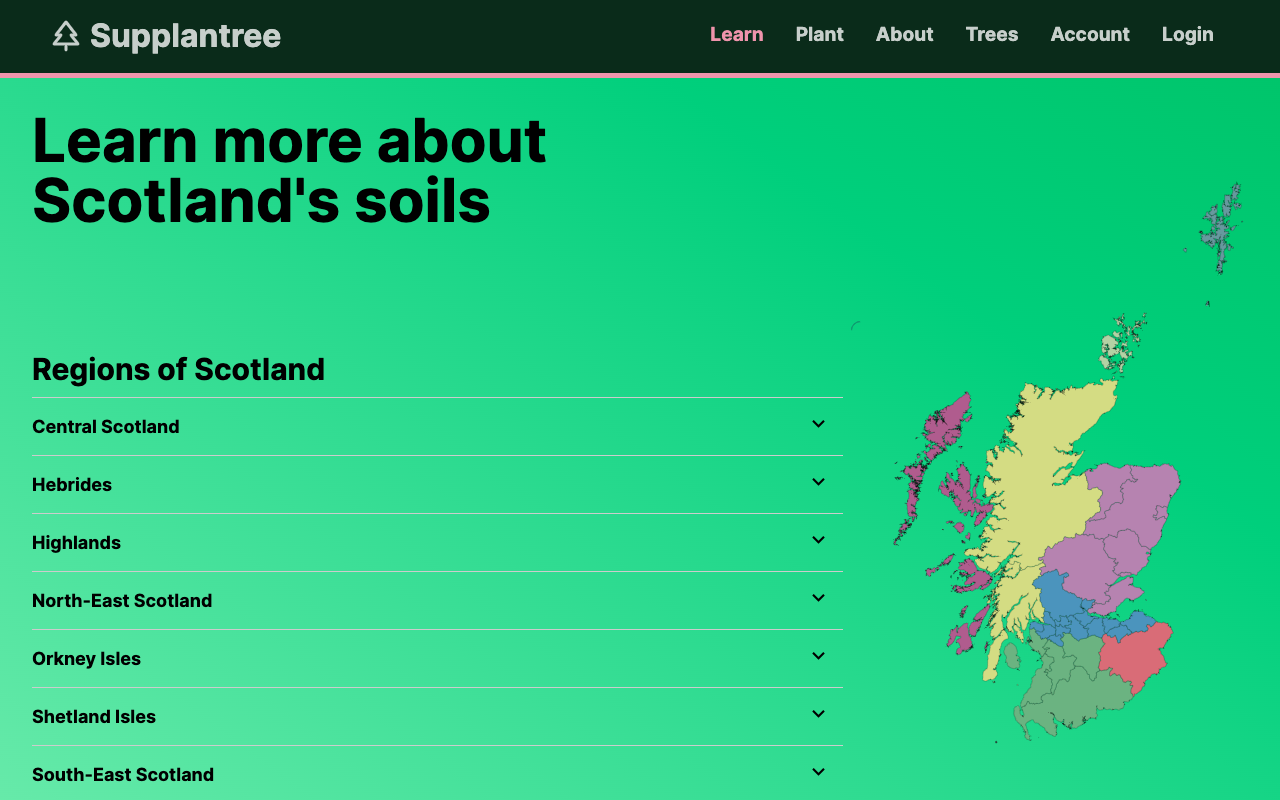 Supplantree
Learn Plant About Trees Account Login
Learn more about
Scotland's soils
Regions of Scotland
Central Scotland
Hebrides
Highlands
North-East Scotland
Orkney Isles
Shetland Isles
South-East Scotland